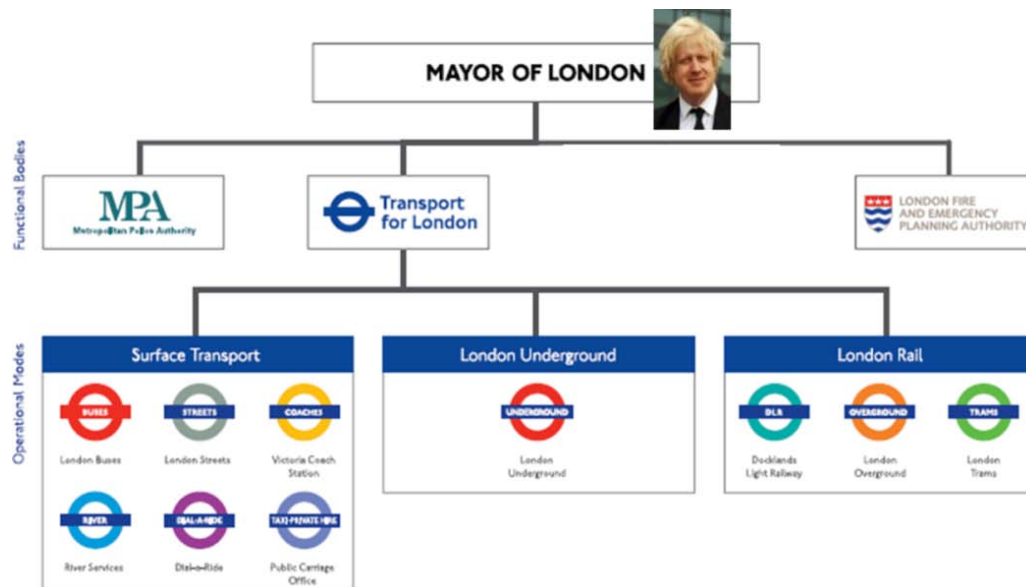 MAYOR OF LONDON
Functional Bodies
MPA
Metropolitan Police Authority
Transport
for London
LONDON FIRE
AND EMERGENCY
PLANNING AUTHORITY
Operational Modes
Surface Transport
BUSES
London Buses
STREETS
London Streets
COACHES
Victoria Coach
Station
RIVER
River Services
DIAL-A-RIDE
Dial-a-Ride
TAXI-PRIVATE HIRE
Public Carriage
Office
London Underground
UNDERGROUND
London
Underground
London Rail
DLR
Docklands
Light Railway
OVERGROUND
London
Overground
TRAMS
London
Trams